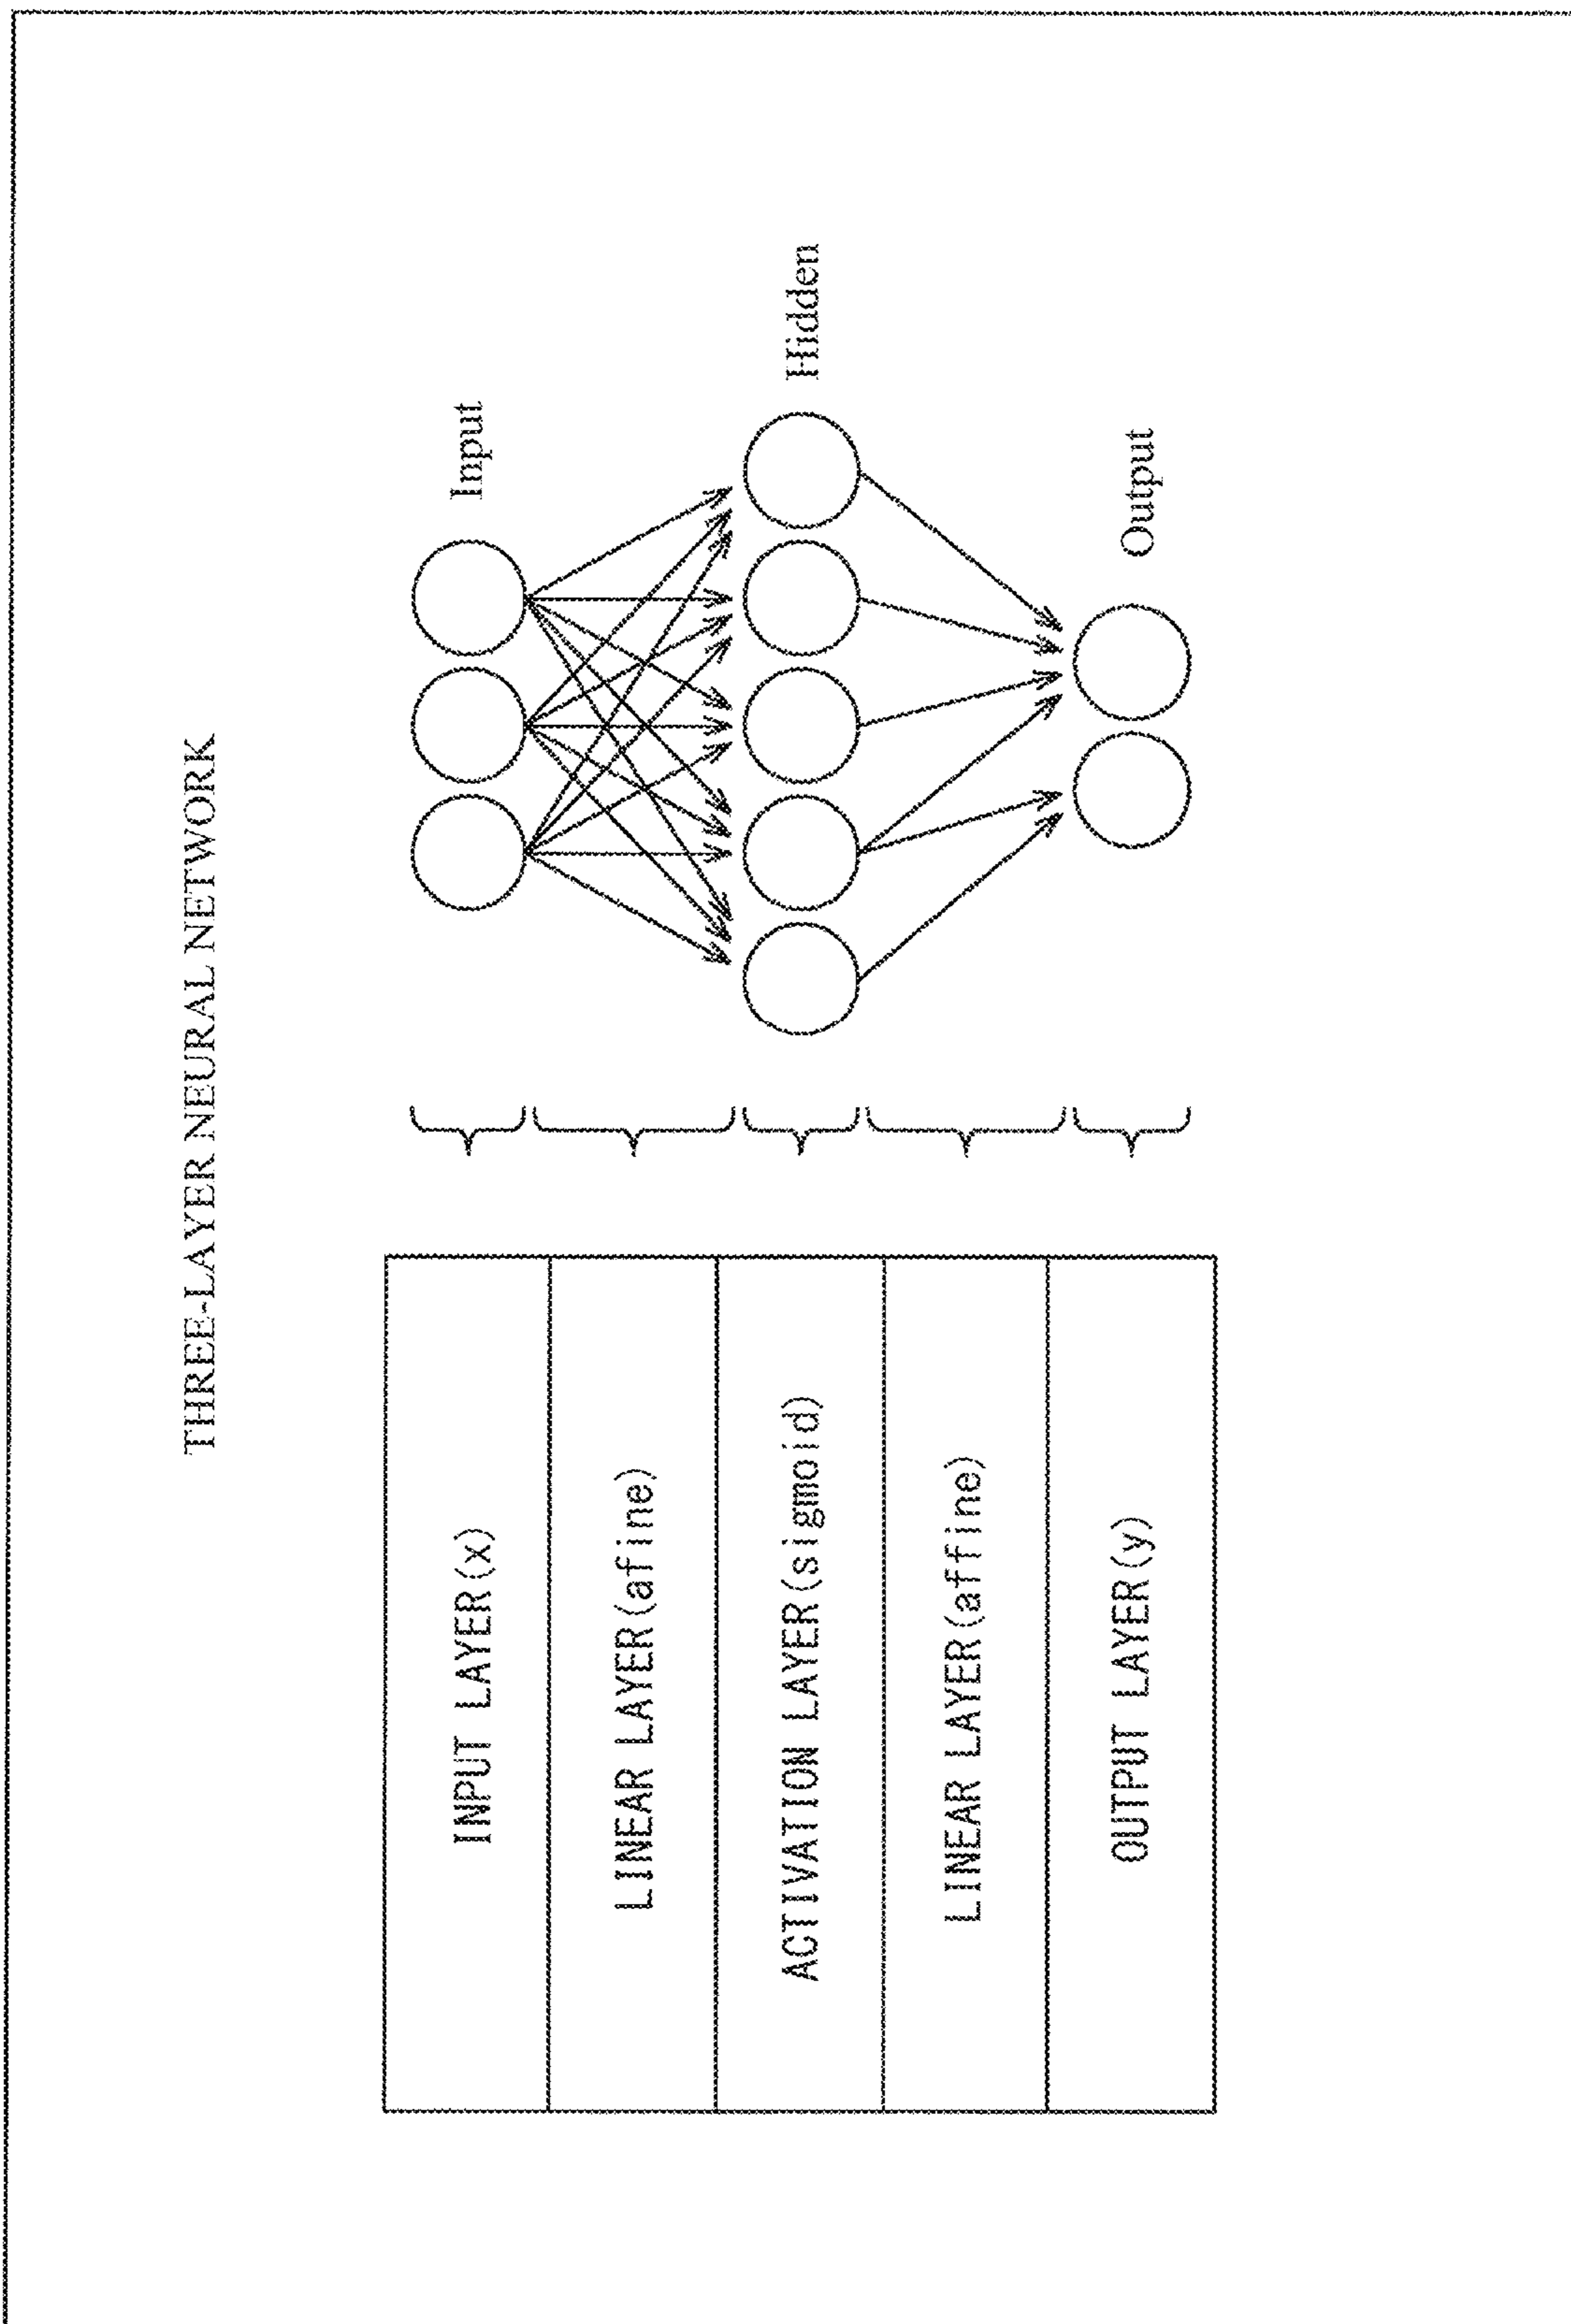 THREE-LAYER NEURAL NETWORK
INPUT LAYER(x)
LINEAR LAYER(afine)
ACTIVATION LAYER(sigmoid)
LINEAR LAYER(affine)
OUTPUT LAYER(y)
Input
Hidden
Output